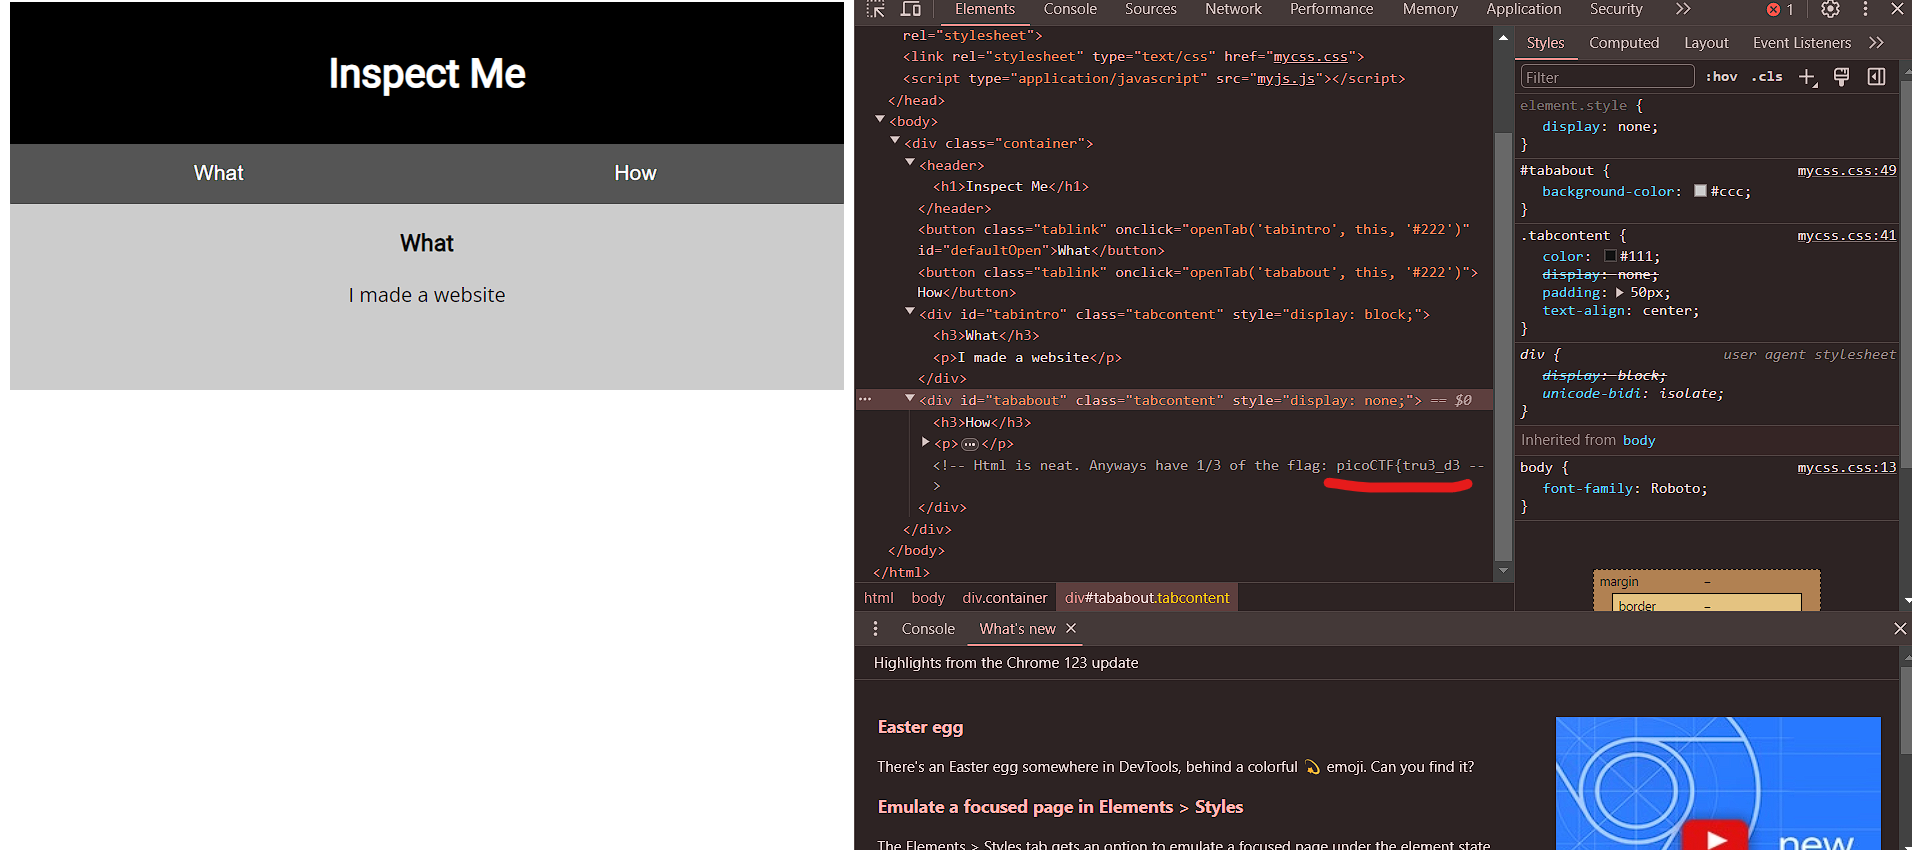 Inspect Me
What How
What
I made a website
Elements Console Sources Network Performance Memory Application Security 1
rel="stylesheet">
<link rel="stylesheet" type="text/css" href="mycss.css">
<script type="application/javascript" src="myjs.js"></script>
</head>
<body>
<div class="container">
<header>
<h1>Inspect Me</h1>
</header>
<button class="tablink" onclick="openTab('tabintro', this, '#222')"
id="defaultOpen">What</button>
<button class="tablink" onclick="openTab('tababout', this, '#222')">
How</button>
<div id="tabintro" class="tabcontent" style="display: block;">
<h3>What</h3>
<p>I made a website</p>
</div>
<div id="tababout" class="tabcontent" style="display: none;"> == $0
<h3>How</h3>
<p>…</p>
<!-- Html is neat. Anyways have 1/3 of the flag: picoCTF{tru3_d3 --
>
</div>
</div>
</body>
</html>
html body div.container div#tababout.tabcontent
Styles Computed Layout Event Listeners
Filter :hov .cls
element.style {
display: none;
}
#tababout { mycss.css:49
background-color: #ccc;
}
.tabcontent { mycss.css:41
color: #111;
display: none;
padding: 50px;
text-align: center;
}
div { user agent stylesheet
display: block;
unicode-bidi: isolate;
}
Inherited from body
body { mycss.css:13
font-family: Roboto;
}
margin –
border –
Console What's new
Highlights from the Chrome 123 update
Easter egg
There's an Easter egg somewhere in DevTools, behind a colorful 💫 emoji. Can you find it?
Emulate a focused page in Elements > Styles
The Elements > Styles tab gets an option to emulate a focused page under the element state
new